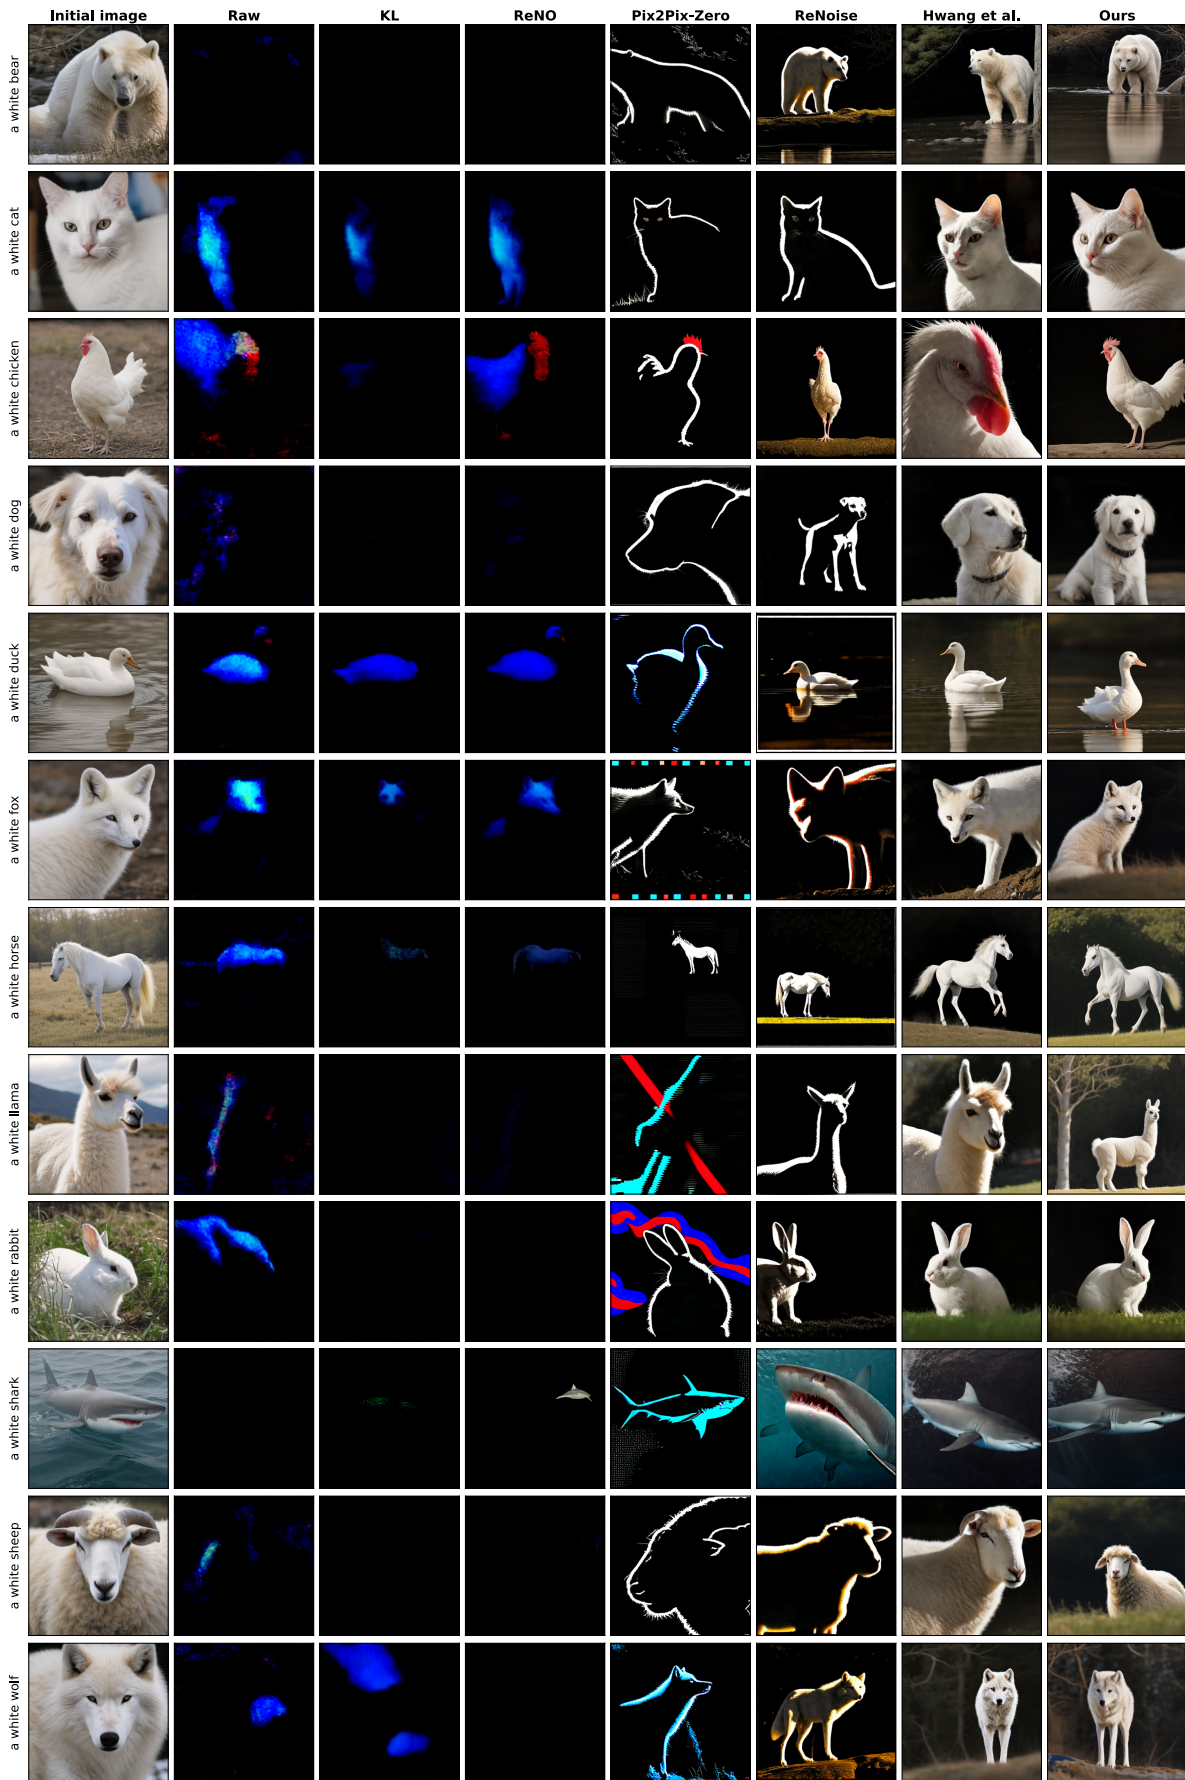 Initial image Raw KL ReNO Pix2Pix-Zero ReNoise Hwang et al. Ours
a white bear
a white cat
a white chicken
a white dog
a white duck
a white fox
a white horse
a white llama
a white rabbit
a white shark
a white sheep
a white wolf